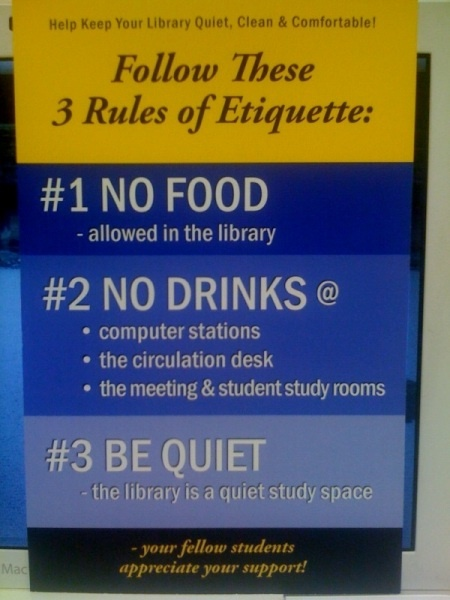 Help Keep Your Library Quiet, Clean & Comfortable!
Follow These
3 Rules of Etiquette:
#1 NO FOOD
- allowed in the library
#2 NO DRINKS @
• computer stations
• the circulation desk
• the meeting & student study rooms
#3 BE QUIET
- the library is a quiet study space
- your fellow students
appreciate your support!
Mac